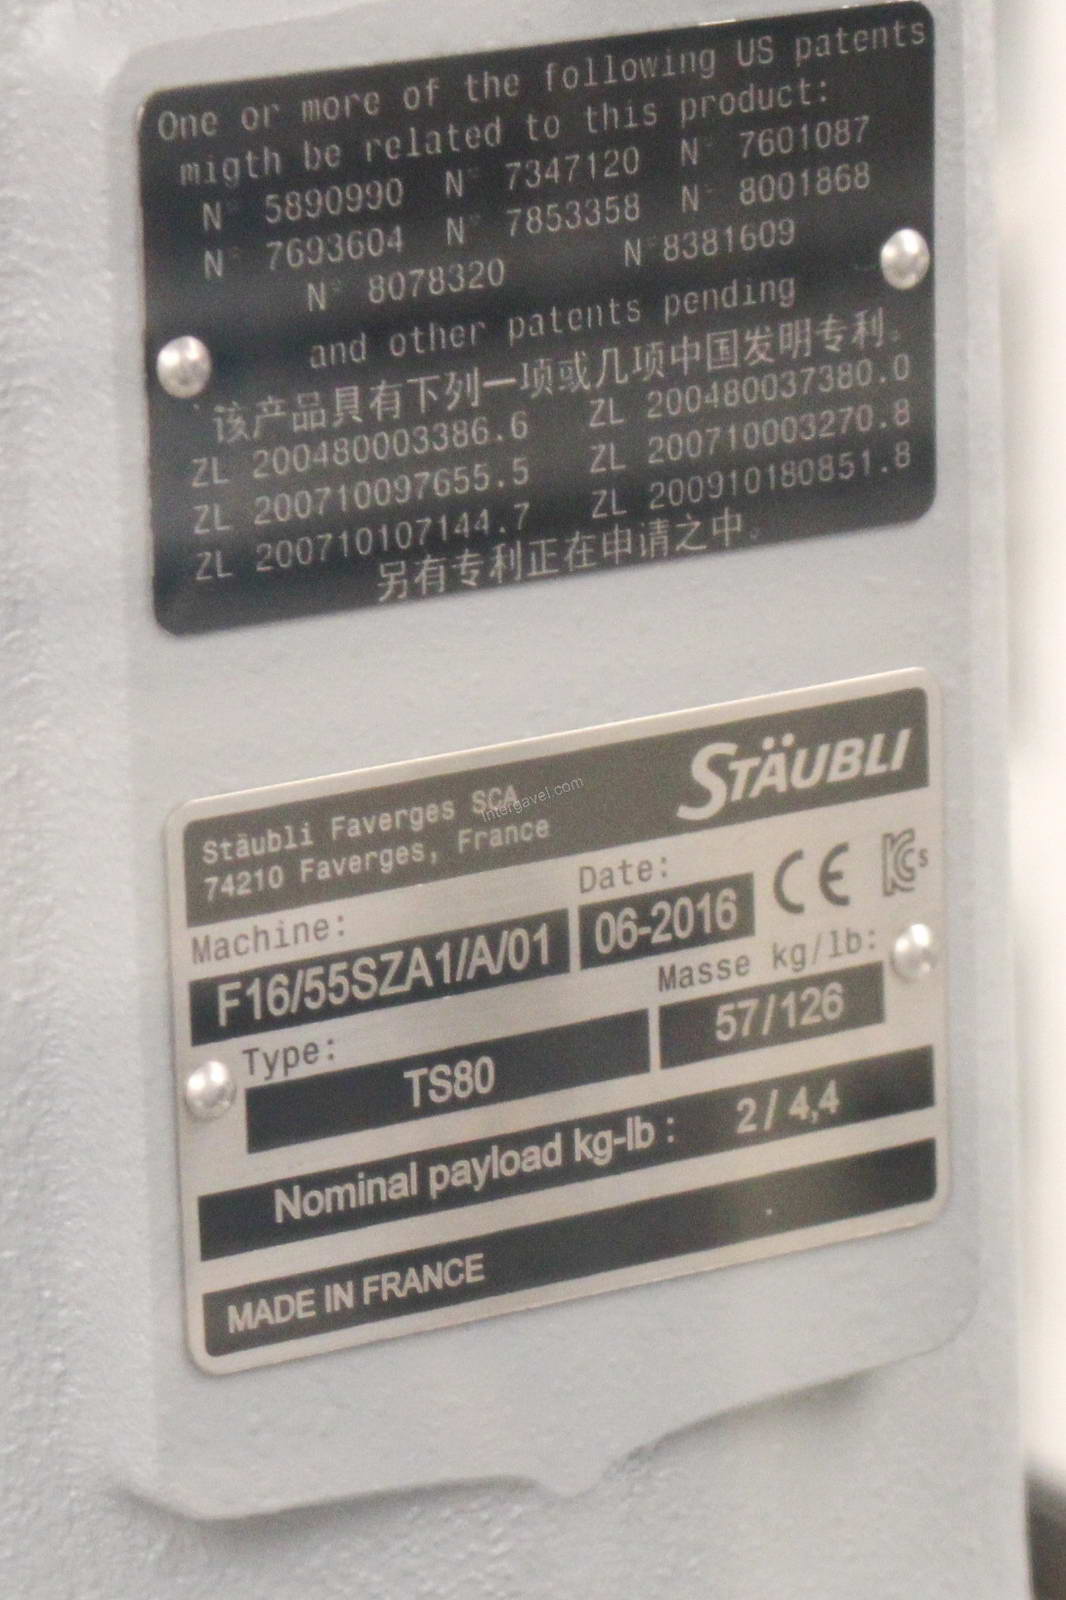 One or more of the following US patents
migth be related to this product:
N° 5890990 N° 7347120 N° 7601087
N° 7693604 N° 7853358 N° 8001868
N° 8078320 N°8381609
and other patents pending
该产品具有下列一项或几项中国发明专利。
ZL 200480003386.6 ZL 200480037380.0
ZL 200710097655.5 ZL 200710003270.8
ZL 200710107144.7 ZL 200910180851.8
另有专利正在申请之中。
STÄUBLI
Stäubli Faverges SCA
74210 Faverges, France
intergavel.com
Machine: Date: CE KCs
F16/55SZA1/A/01 06-2016
Type: Masse kg/lb:
TS80 57/126
Nominal payload kg-lb : 2 / 4,4
MADE IN FRANCE